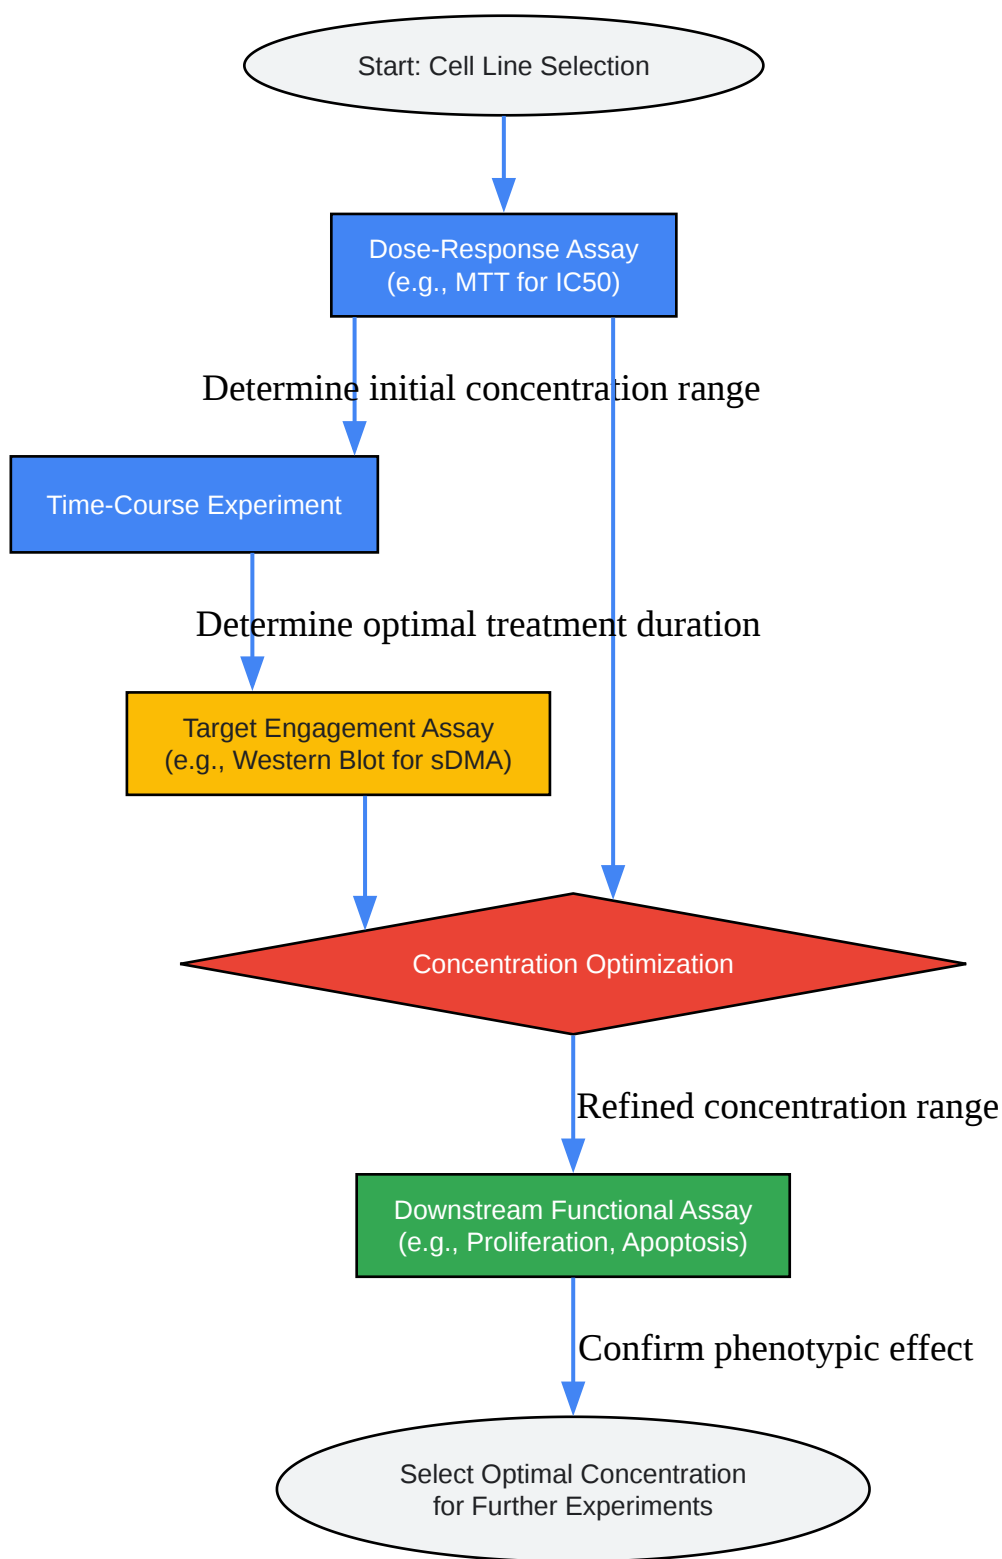 Start: Cell Line Selection
Dose-Response Assay
(e.g., MTT for IC50)
Determine initial concentration range
Time-Course Experiment
Determine optimal treatment duration
Target Engagement Assay
(e.g., Western Blot for sDMA)
Concentration Optimization
Refined concentration range
Downstream Functional Assay
(e.g., Proliferation, Apoptosis)
Confirm phenotypic effect
Select Optimal Concentration
for Further Experiments